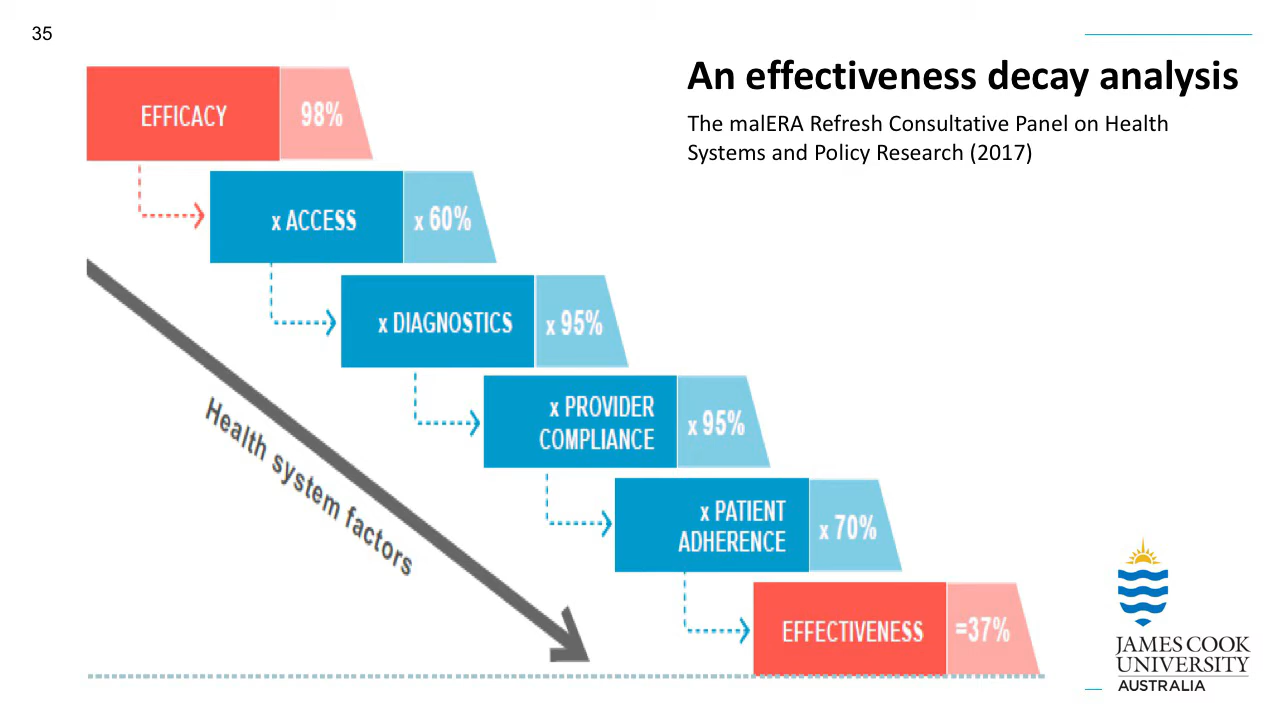 35
An effectiveness decay analysis
The malERA Refresh Consultative Panel on Health
Systems and Policy Research (2017)
EFFICACY 98%
x ACCESS x 60%
x DIAGNOSTICS x 95%
x PROVIDER
COMPLIANCE x 95%
x PATIENT
ADHERENCE x 70%
EFFECTIVENESS =37%
Health system factors
JAMES COOK
UNIVERSITY
AUSTRALIA